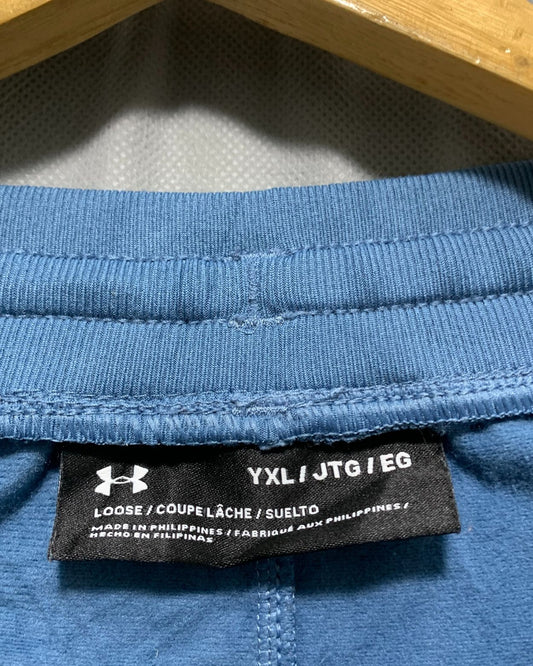 YXL / JTG / EG
LOOSE / COUPE LÂCHE / SUELTO
MADE IN PHILIPPINES / FABRIQUÉ AUX PHILIPPINES /
HECHO EN FILIPINAS